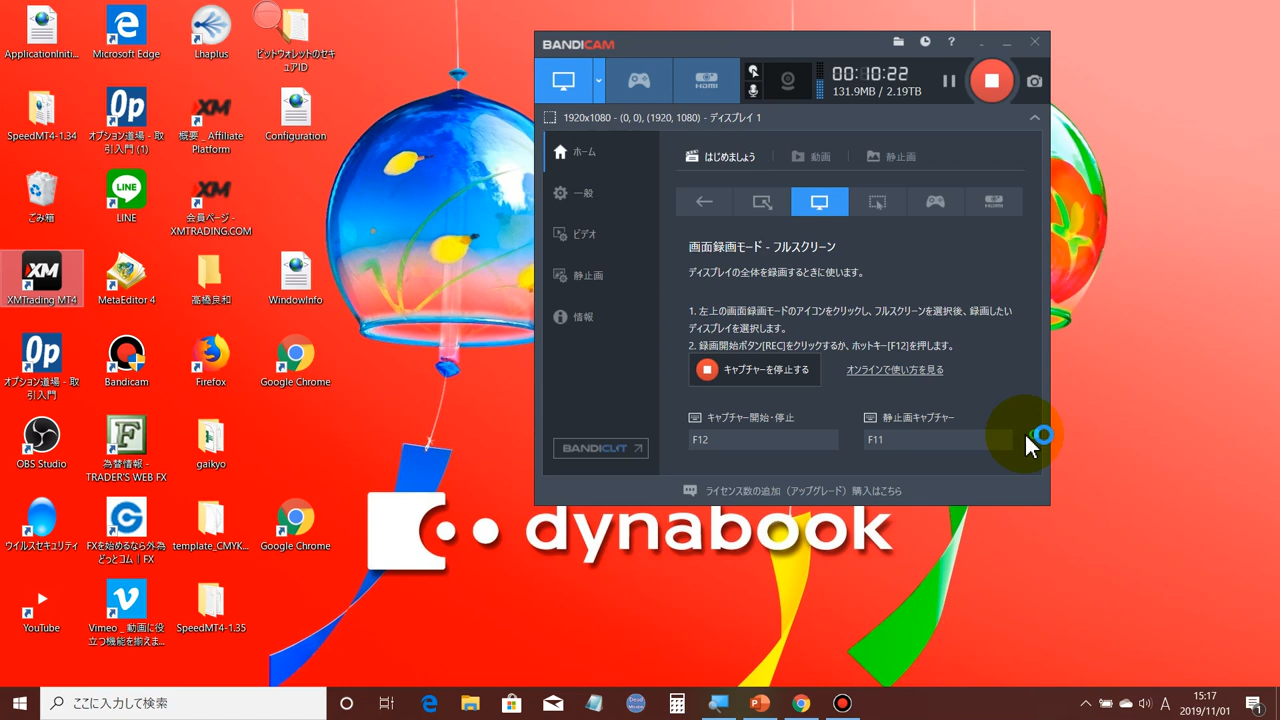 ApplicationIniti...
Microsoft Edge
Lhaplus
ビットウォレットのセキュアID
SpeedMT4-1.34
オプション道場 - 取引入門 (1)
概要 _ Affiliate Platform
Configuration
ごみ箱
LINE
会員ページ - XMTRADING.COM
XMTrading MT4
MetaEditor 4
高橋良和
WindowInfo
オプション道場 - 取引入門
Bandicam
Firefox
Google Chrome
OBS Studio
為替情報 - TRADER'S WEB FX
gaikyo
ウイルスセキュリティ
FXを始めるなら外為どっとコム｜FX
template_CMYK...
Google Chrome
YouTube
Vimeo _ 動画に役立つ機能を揃えま...
SpeedMT4-1.35
BANDICAM
HDMI
00:10:22
131.9MB / 2.19TB
1920x1080 - (0, 0), (1920, 1080) - ディスプレイ 1
ホーム
一般
ビデオ
静止画
情報
BANDICUT
はじめましょう
動画
静止画
HDMI
画面録画モード - フルスクリーン
ディスプレイの全体を録画するときに使います。
1. 左上の画面録画モードのアイコンをクリックし、フルスクリーンを選択後、録画したい
ディスプレイを選択します。
2. 録画開始ボタン[REC]をクリックするか、ホットキー[F12]を押します。
キャプチャーを停止する
オンラインで使い方を見る
キャプチャー開始・停止
静止画キャプチャー
F12
F11
ライセンス数の追加（アップグレード）購入はこちら
dynabook
ここに入力して検索
A
15:17
2019/11/01
1